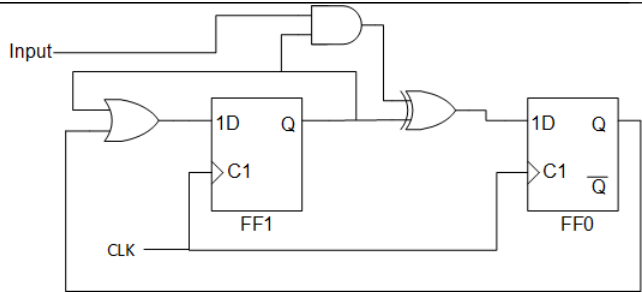 Input
1D Q 1D Q
C1 C1 Q̅
FF1 FF0
CLK